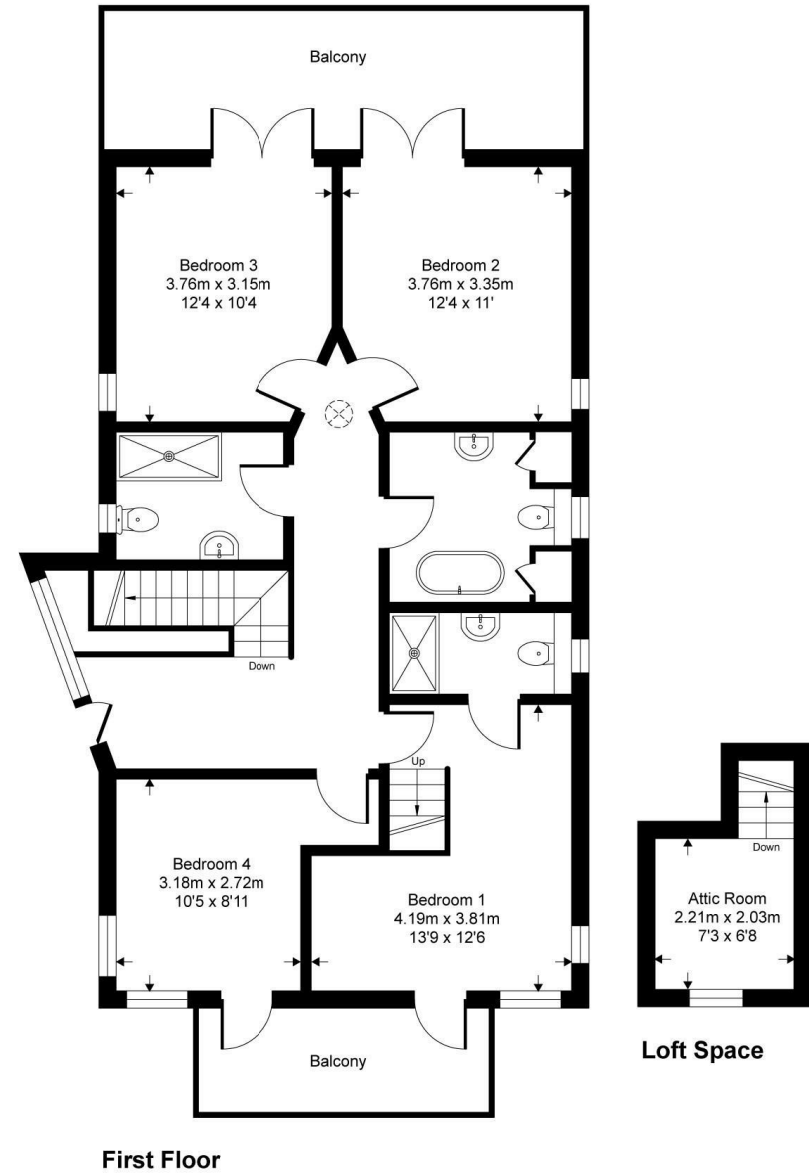 Balcony
Bedroom 3
3.76m x 3.15m
12'4 x 10'4
Bedroom 2
3.76m x 3.35m
12'4 x 11'
Down
Up
Bedroom 4
3.18m x 2.72m
10'5 x 8'11
Bedroom 1
4.19m x 3.81m
13'9 x 12'6
Balcony
First Floor
Down
Attic Room
2.21m x 2.03m
7'3 x 6'8
Loft Space